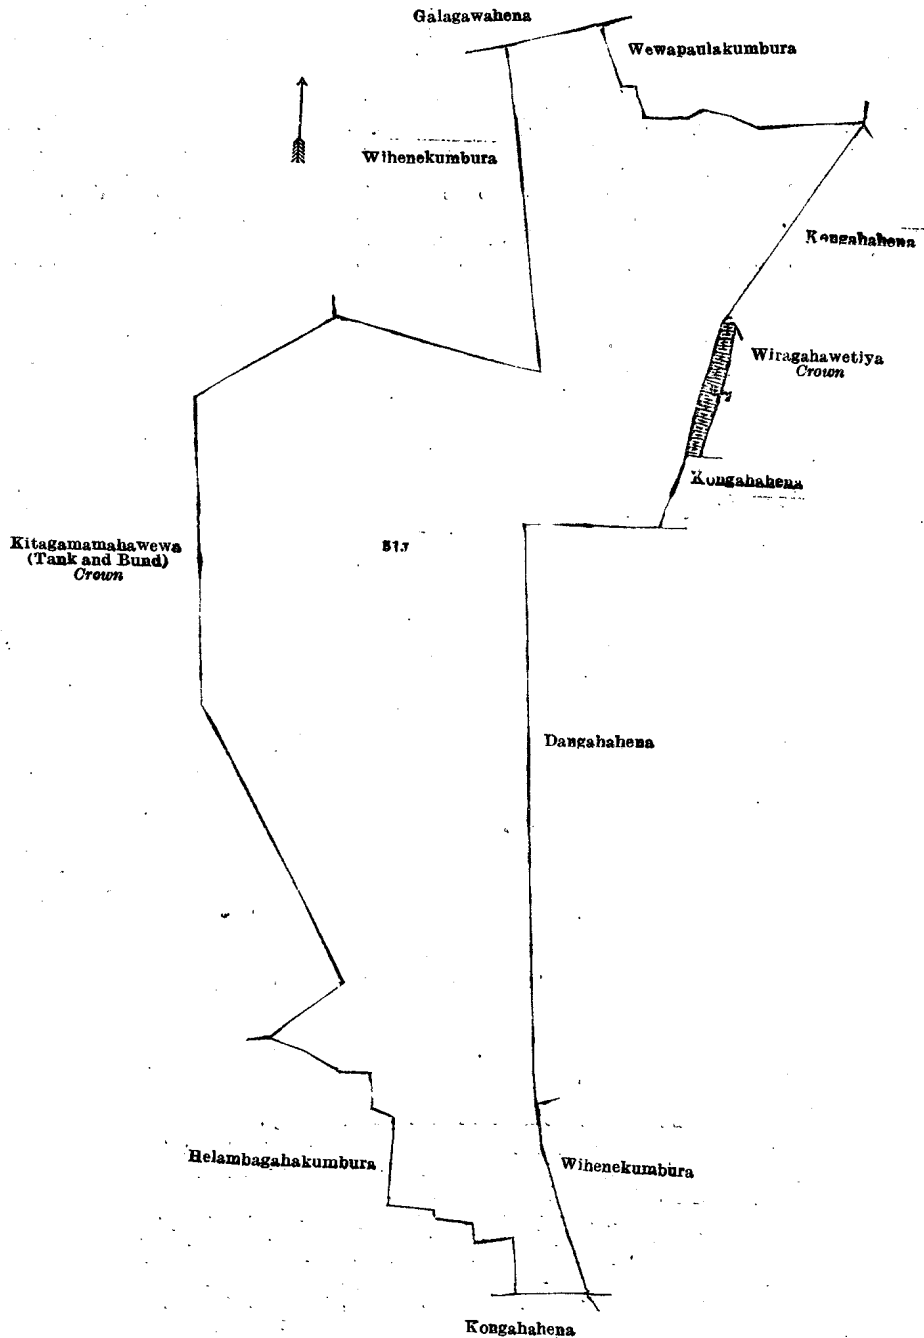 Galagawahena
Wewapaulakumbura
Wihenekumbura
Kongahahena
Wiragahawetiya
Crown
Kongahahena
Kitagamamahawewa
(Tank and Bund)
Crown
Dangahahena
Helambagahakumbura
Wihenekumbura
Kongahahena